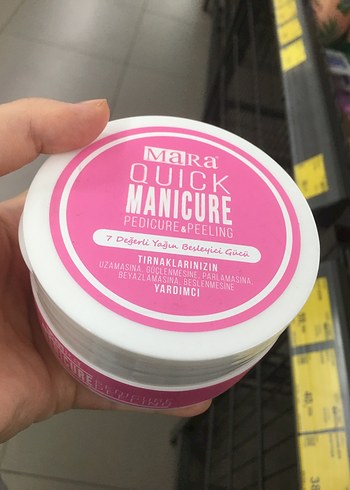 MaRa
QUICK
MANICURE
PEDICURE&PEELING
7 Değerli Yağın Besleyici Gücü
TIRNAKLARINIZIN
UZAMASINA, GÜÇLENMESİNE, PARLAMASINA,
BEYAZLAMASINA, BESLENMESİNE
YARDIMCI